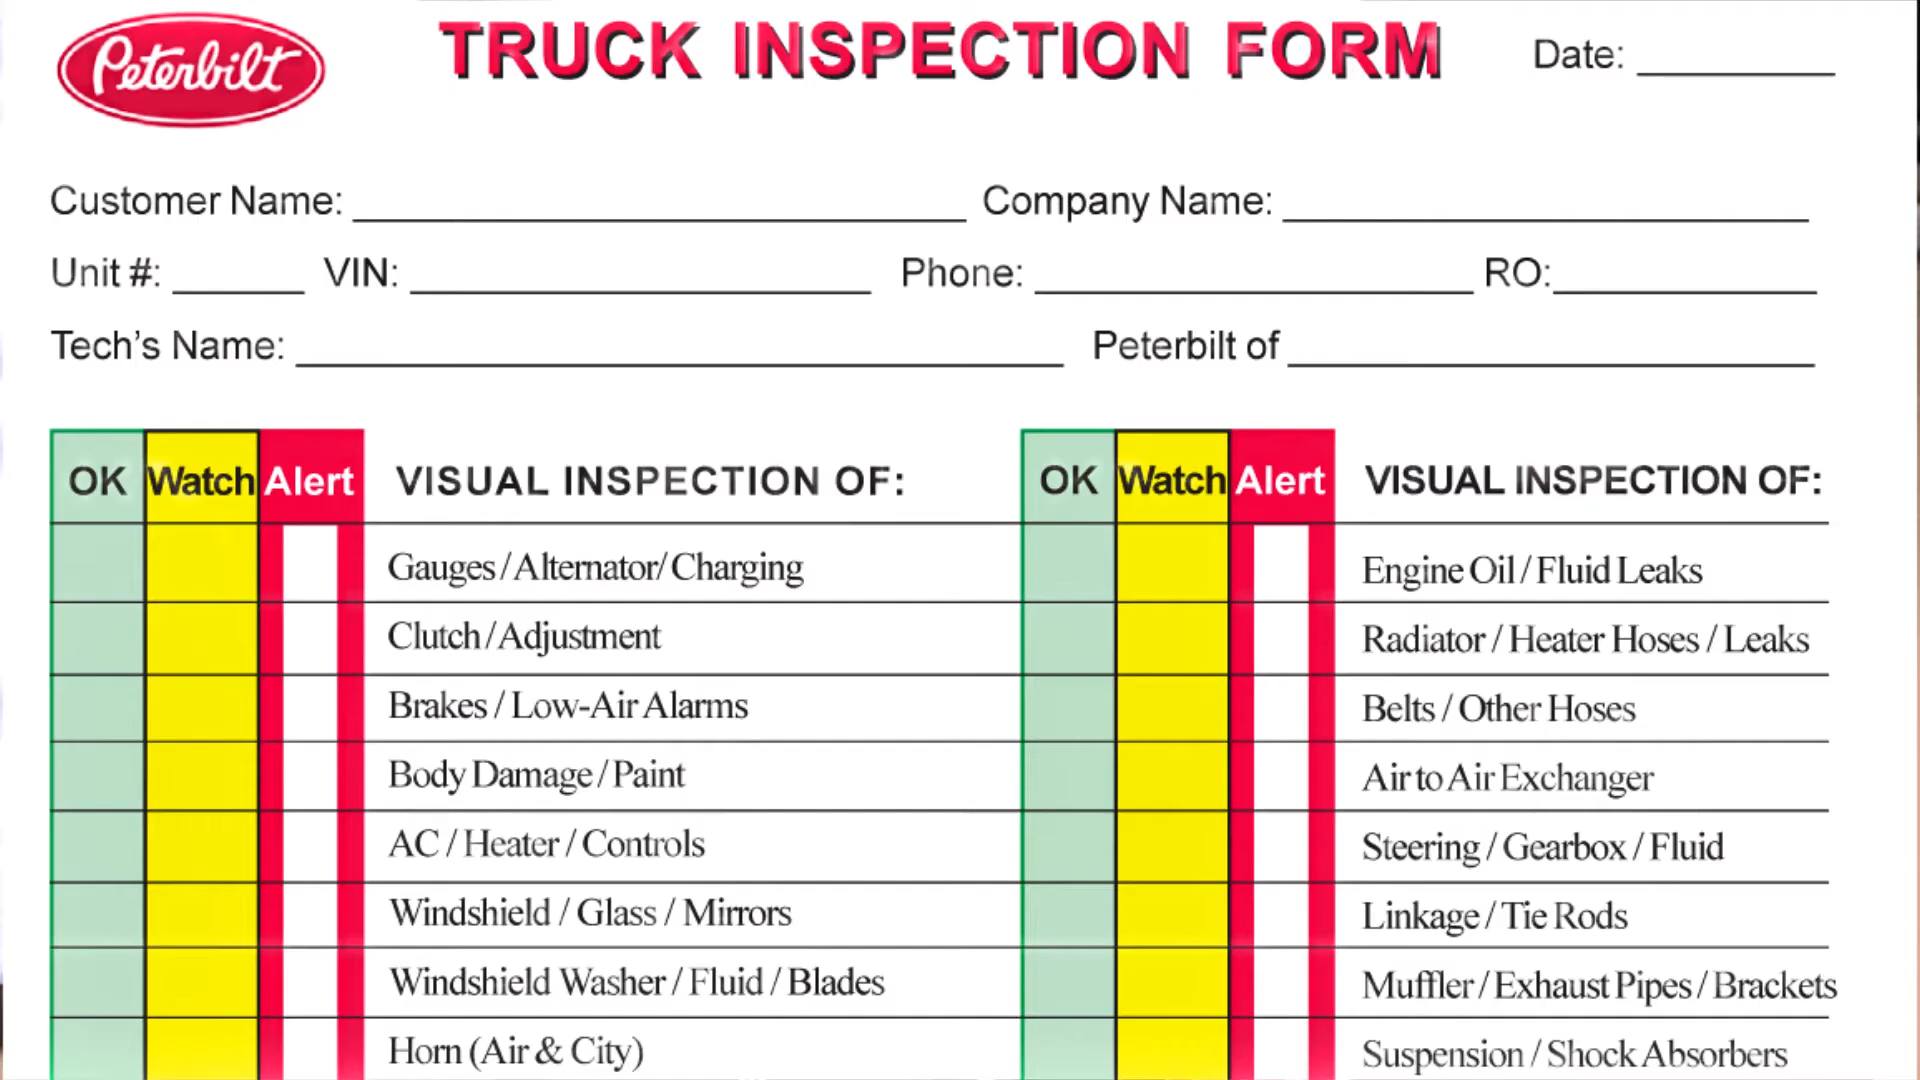 Peterbilt
TRUCK INSPECTION FORM
Date:
Customer Name: Company Name:
Unit #: VIN: Phone: RO:
Tech’s Name: Peterbilt of
OK Watch Alert VISUAL INSPECTION OF: OK Watch Alert VISUAL INSPECTION OF:
Gauges / Alternator/ Charging
Clutch / Adjustment
Brakes / Low-Air Alarms
Body Damage / Paint
AC / Heater / Controls
Windshield / Glass / Mirrors
Windshield Washer / Fluid / Blades
Horn (Air & City)
Engine Oil / Fluid Leaks
Radiator / Heater Hoses / Leaks
Belts / Other Hoses
Air to Air Exchanger
Steering / Gearbox / Fluid
Linkage / Tie Rods
Muffler / Exhaust Pipes / Brackets
Suspension / Shock Absorbers